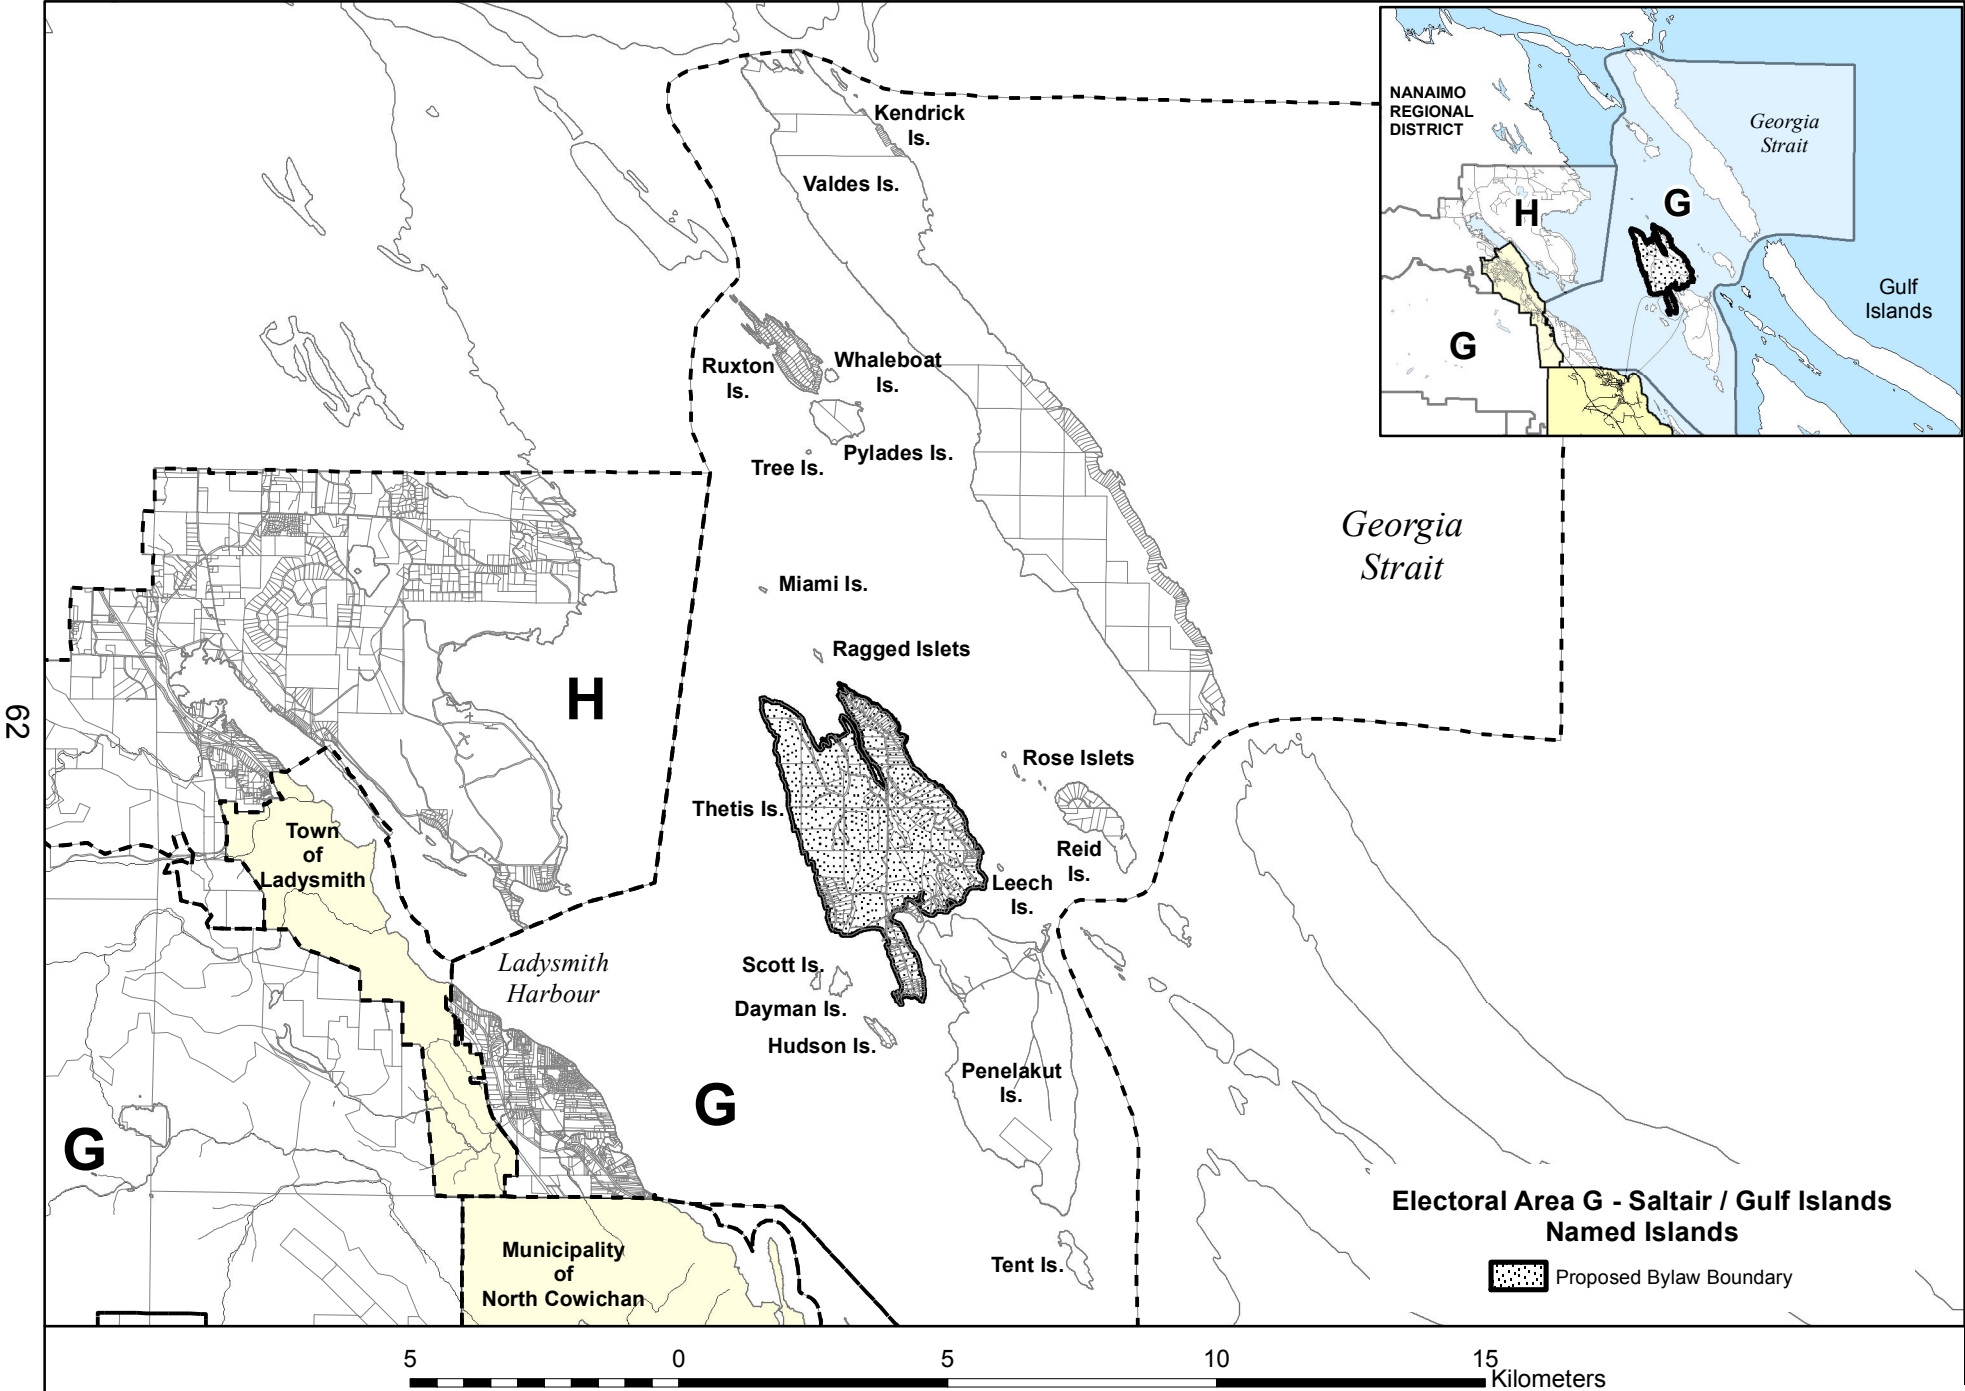 Kendrick
Is.
Valdes Is.
NANAIMO
REGIONAL
DISTRICT
Georgia
Strait
H
G
Gulf
Islands
G
Ruxton
Is.
Whaleboat
Is.
Pylades Is.
Tree Is.
Georgia
Strait
Miami Is.
Ragged Islets
H
62
Rose Islets
Thetis Is.
Town
of
Ladysmith
Reid
Is.
Leech
Is.
Ladysmith
Harbour
Scott Is.
Dayman Is.
Hudson Is.
Penelakut
Is.
G
G
Electoral Area G - Saltair / Gulf Islands
Named Islands
Proposed Bylaw Boundary
Municipality
of
North Cowichan
Tent Is.
5 0 5 10 15
Kilometers